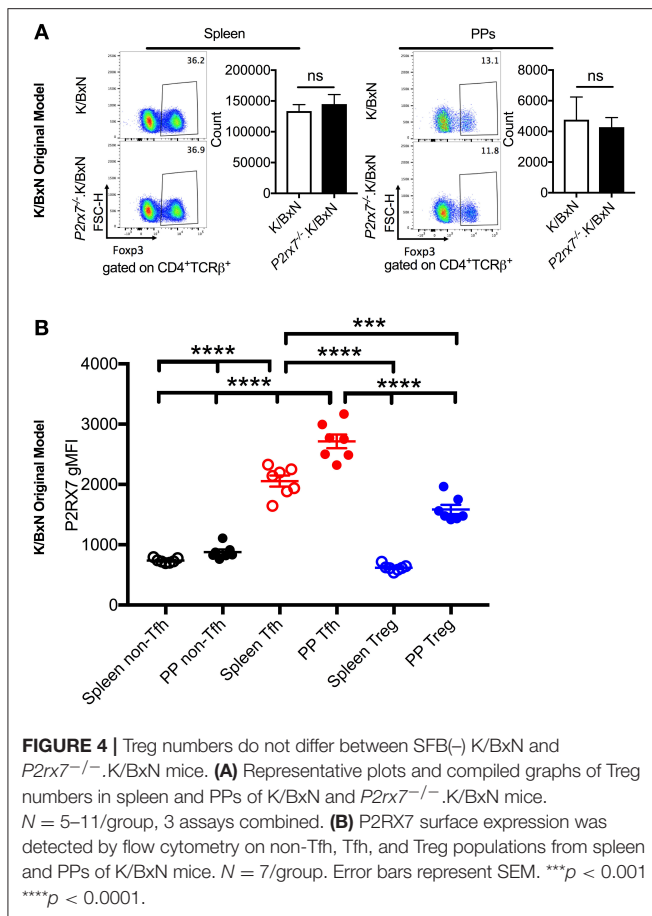 A
Spleen
PPs
K/BxN Original Model
K/BxN
P2rx7-/-.K/BxN
36.2
36.9
250K
200K
150K
100K
50K
0
FSC-H
Foxp3
gated on CD4+TCRβ+
Count
150000
100000
50000
0
ns
K/BxN
P2rx7-/-.K/BxN
13.1
11.8
Foxp3
gated on CD4+TCRβ+
Count
8000
6000
4000
2000
0
ns
K/BxN
P2rx7-/-.K/BxN
B
K/BxN Original Model
P2RX7 gMFI
4000
3000
2000
1000
0
***
**** ****
**** ****
Spleen non-Tfh
PP non-Tfh
Spleen Tfh
PP Tfh
Spleen Treg
PP Treg
FIGURE 4 | Treg numbers do not differ between SFB(–) K/BxN and
P2rx7−/−.K/BxN mice. (A) Representative plots and compiled graphs of Treg
numbers in spleen and PPs of K/BxN and P2rx7−/−.K/BxN mice.
N = 5–11/group, 3 assays combined. (B) P2RX7 surface expression was
detected by flow cytometry on non-Tfh, Tfh, and Treg populations from spleen
and PPs of K/BxN mice. N = 7/group. Error bars represent SEM. ***p < 0.001
****p < 0.0001.